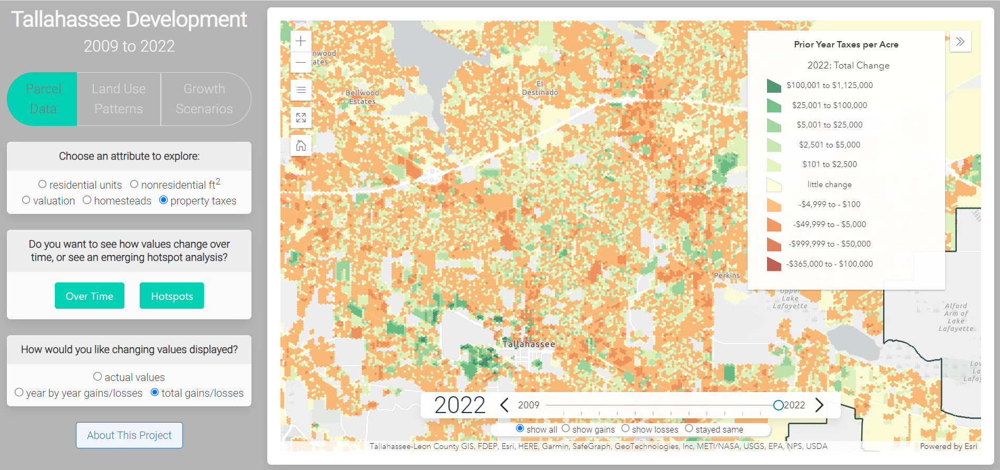 Tallahassee Development
2009 to 2022
Parcel
Data
Land Use
Patterns
Growth
Scenarios
Choose an attribute to explore:
residential units nonresidential ft2
valuation homesteads property taxes
Do you want to see how values change over
time, or see an emerging hotspot analysis?
Over Time Hotspots
How would you like changing values displayed?
actual values
year by year gains/losses total gains/losses
About This Project
nwood
ates
Bellwood
Estates
El
Destinado
Prior Year Taxes per Acre
2022: Total Change
$100,001 to $1,125,000
$25,001 to $100,000
$5,001 to $25,000
$2,501 to $5,000
$101 to $2,500
little change
-$4,999 to - $100
-$49,999 to - $5,000
-$999,999 to - $50,000
-$365,000 to - $100,000
Perkins
Upper
Lake
Lafayette
Alford
Arm of
Lake
Lafayette
Tallahassee
Lov
La
Lafay
2022 2009 2022
show all show gains show losses stayed same
Tallahassee-Leon County GIS, FDEP, Esri, HERE, Garmin, SafeGraph, GeoTechnologies, Inc, METI/NASA, USGS, EPA, NPS, USDA
Powered by Esri